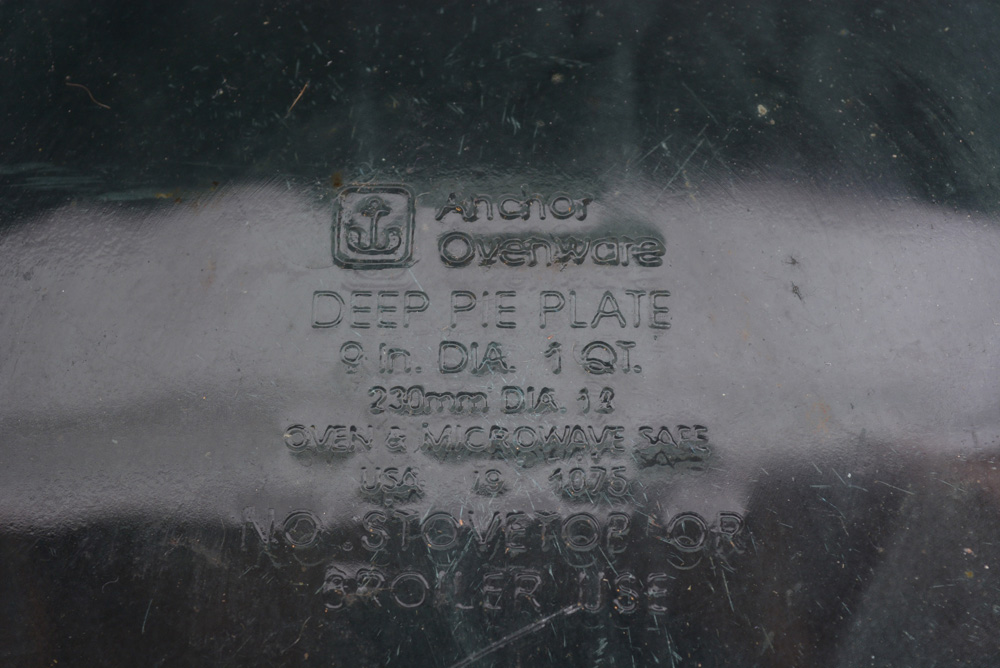 Anchor
Ovenware
DEEP PIE PLATE
9 in. DIA. 1 QT.
230mm DIA. 1ℓ
OVEN & MICROWAVE SAFE
USA 19 1075
NO STOVETOP OR
BROILER USE